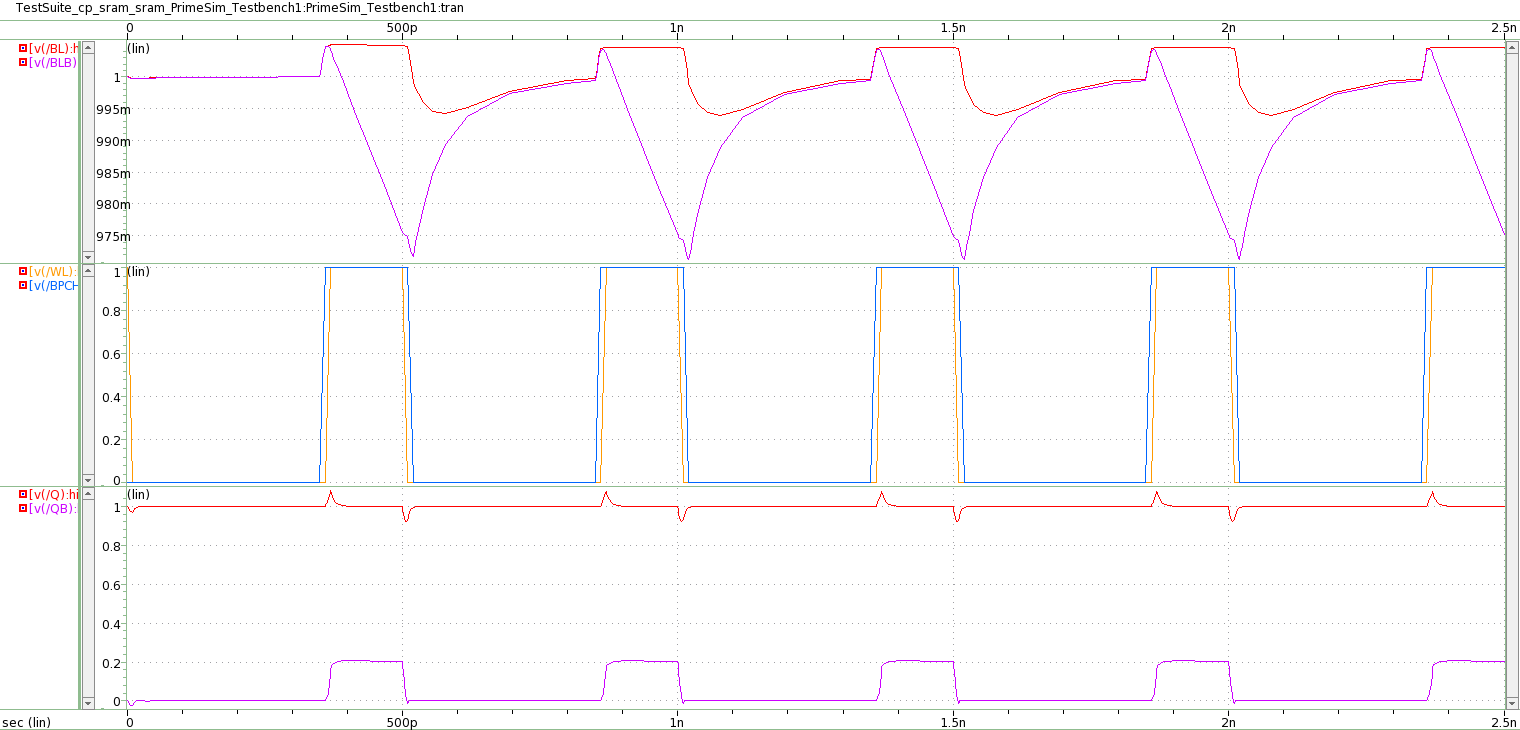 TestSuite_cp_sram_sram_PrimeSim_Testbench1:PrimeSim_Testbench1:tran
0 500p 1n 1.5n 2n 2.5n
[v(/BL):h (lin)
[v(/BLB)
1
995m
990m
985m
980m
975m
[v(/WL): 1 (lin)
[v(/BPCH
0.8
0.6
0.4
0.2
0
[v(/Q):hi (lin)
[v(/QB):
1
0.8
0.6
0.4
0.2
0
sec (lin) 0 500p 1n 1.5n 2n 2.5n